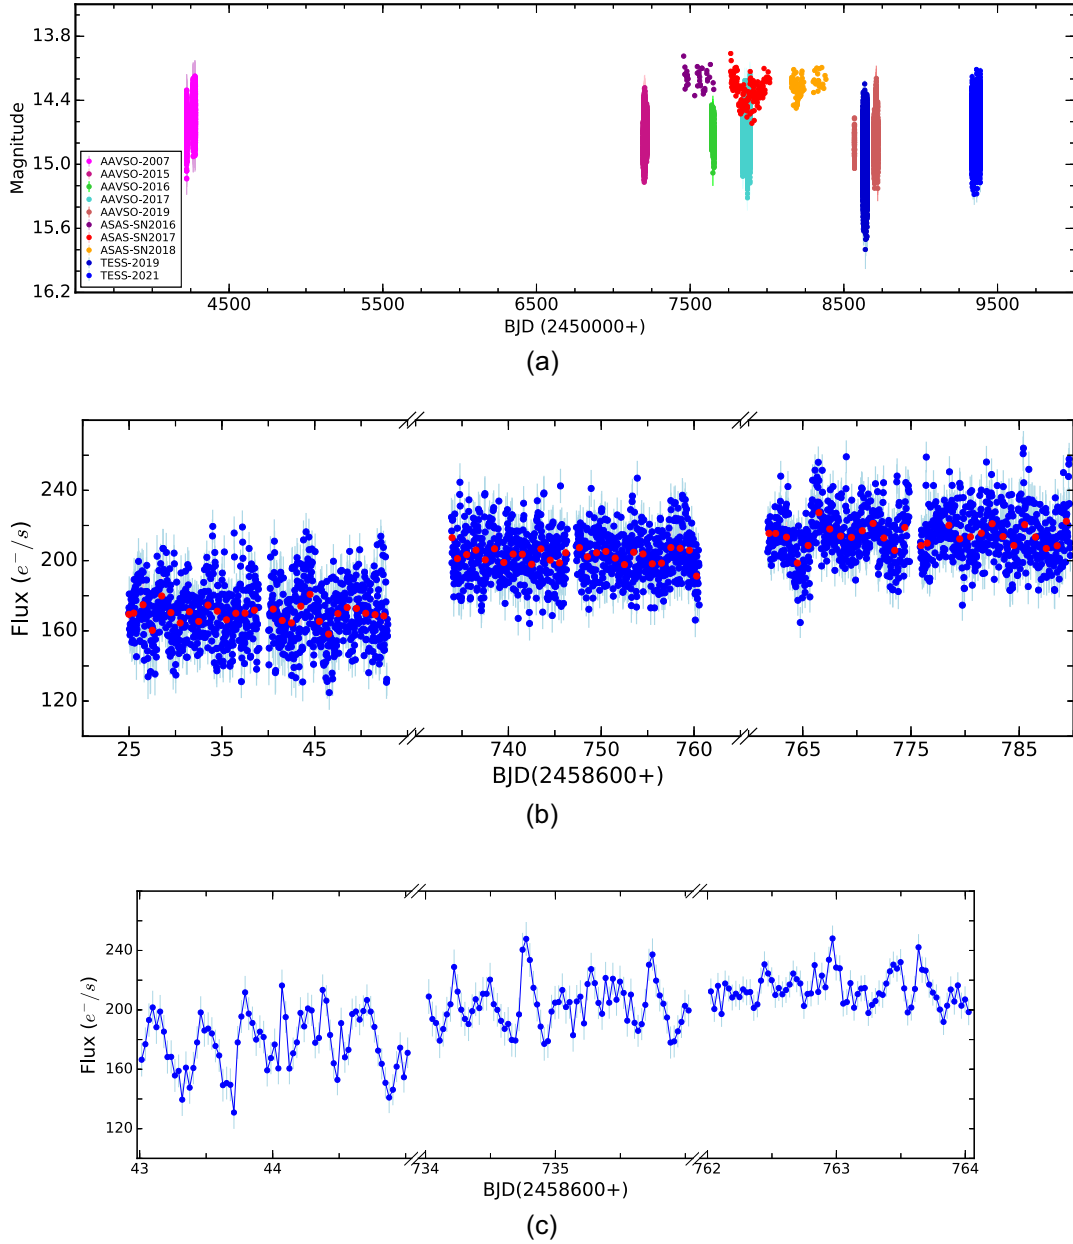 13.8
14.4
15.0
15.6
16.2
Magnitude
AAVSO-2007
AAVSO-2015
AAVSO-2016
AAVSO-2017
AAVSO-2019
ASAS-SN2016
ASAS-SN2017
ASAS-SN2018
TESS-2019
TESS-2021
4500 5500 6500 7500 8500 9500
BJD (2450000+)
(a)
240
200
160
120
Flux (e⁻/s)
25 35 45 740 750 760 765 775 785
BJD(2458600+)
(b)
240
200
160
120
Flux (e⁻/s)
43 44 734 735 762 763 764
BJD(2458600+)
(c)